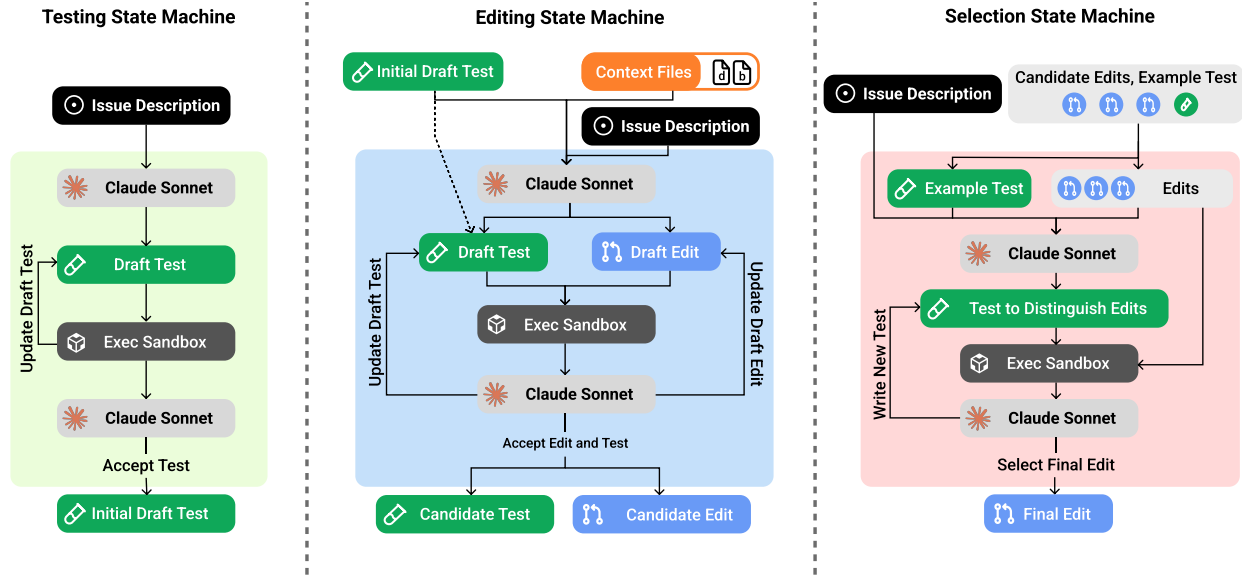 Testing State Machine
Issue Description
Claude Sonnet
Draft Test
Update Draft Test
Exec Sandbox
Claude Sonnet
Accept Test
Initial Draft Test
Editing State Machine
Initial Draft Test
Context Files
d b
Issue Description
Claude Sonnet
Draft Test
Draft Edit
Update Draft Test
Update Draft Edit
Exec Sandbox
Claude Sonnet
Accept Edit and Test
Candidate Test
Candidate Edit
Selection State Machine
Issue Description
Candidate Edits, Example Test
Example Test
Edits
Claude Sonnet
Test to Distinguish Edits
Write New Test
Exec Sandbox
Claude Sonnet
Select Final Edit
Final Edit